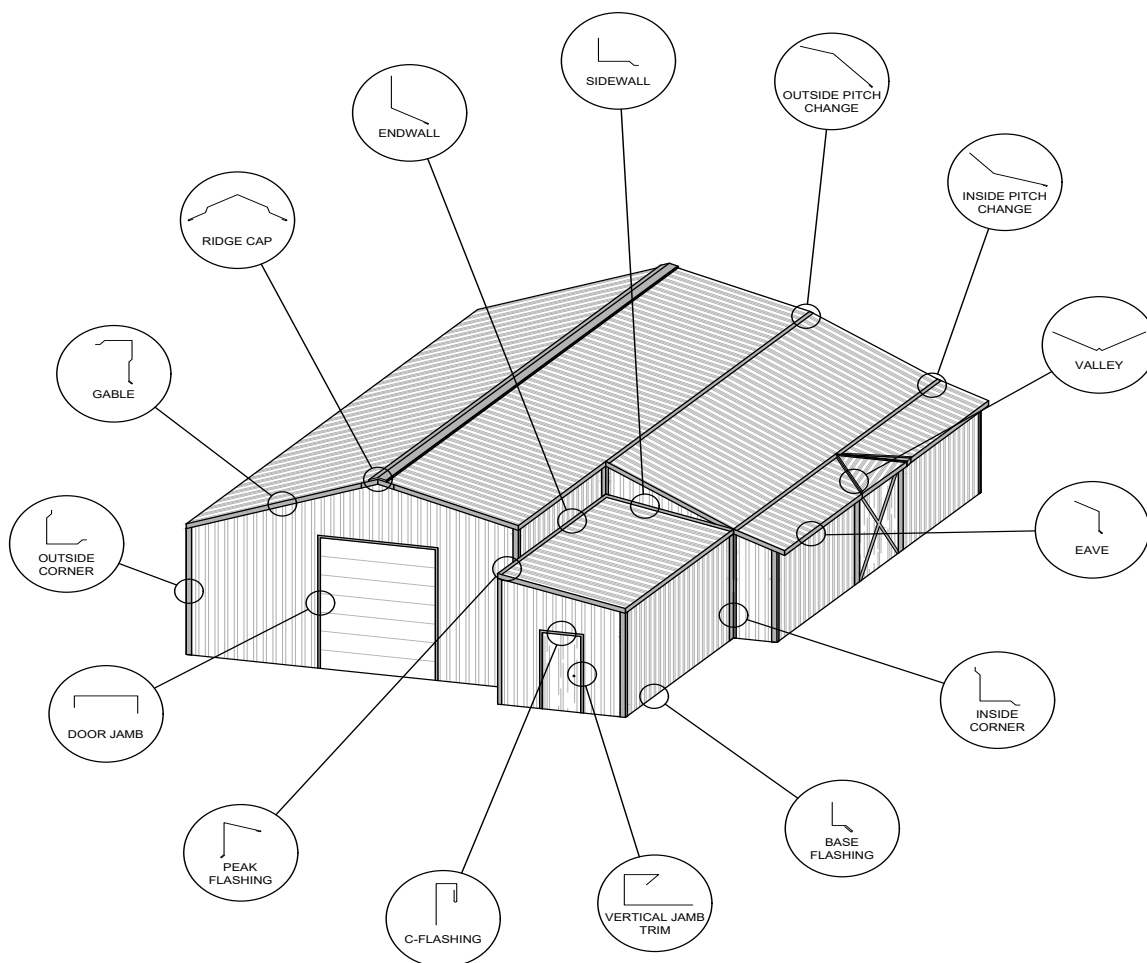 SIDEWALL
OUTSIDE PITCH
CHANGE
ENDWALL
INSIDE PITCH
CHANGE
RIDGE CAP
VALLEY
GABLE
OUTSIDE
CORNER
EAVE
INSIDE
CORNER
DOOR JAMB
BASE
FLASHING
PEAK
FLASHING
C-FLASHING
VERTICAL JAMB
TRIM